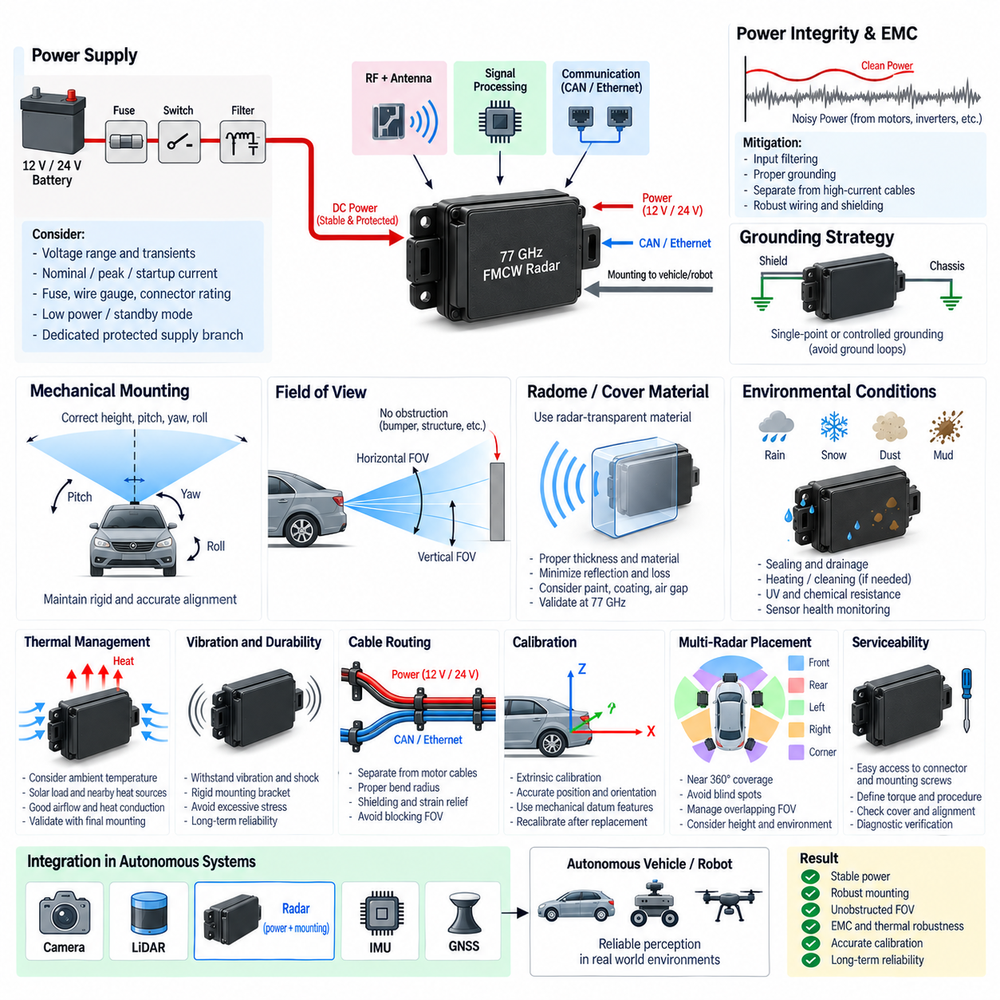 Power Supply
Fuse
Switch
Filter
12 V / 24 V
Battery
Consider:
- Voltage range and transients
- Nominal / peak / startup current
- Fuse, wire gauge, connector rating
- Low power / standby mode
- Dedicated protected supply branch
RF + Antenna
Signal
Processing
Communication
(CAN / Ethernet)
DC Power
(Stable & Protected)
77 GHz
FMCW Radar
Power
(12 V / 24 V)
CAN / Ethernet
Mounting to vehicle/robot
Power Integrity & EMC
Clean Power
Noisy Power (from motors, inverters, etc.)
Mitigation:
- Input filtering
- Proper grounding
- Separate from high-current cables
- Robust wiring and shielding
Grounding Strategy
Shield
Chassis
Single-point or controlled grounding
(avoid ground loops)
Mechanical Mounting
Correct height, pitch, yaw, roll
Pitch
Yaw
Roll
Maintain rigid and accurate alignment
Field of View
No obstruction
(bumper, structure, etc.)
Horizontal FOV
Vertical FOV
Radome / Cover Material
Use radar-transparent material
- Proper thickness and material
- Minimize reflection and loss
- Consider paint, coating, air gap
- Validate at 77 GHz
Environmental Conditions
Rain
Snow
Dust
Mud
- Sealing and drainage
- Heating / cleaning (if needed)
- UV and chemical resistance
- Sensor health monitoring
Thermal Management
Heat
- Consider ambient temperature
- Solar load and nearby heat sources
- Good airflow and heat conduction
- Validate with final mounting
Vibration and Durability
- Withstand vibration and shock
- Rigid mounting bracket
- Avoid excessive stress
- Long-term reliability
Cable Routing
Power (12 V / 24 V)
CAN / Ethernet
- Separate from motor cables
- Proper bend radius
- Shielding and strain relief
- Avoid blocking FOV
Calibration
Z
X
- Extrinsic calibration
- Accurate position and orientation
- Use mechanical datum features
- Recalibrate after replacement
Multi-Radar Placement
Front
Rear
Left
Right
Corner
- Near 360° coverage
- Avoid blind spots
- Manage overlapping FOV
- Consider height and environment
Serviceability
- Easy access to connector
and mounting screws
- Define torque and procedure
- Check cover and alignment
- Diagnostic verification
Integration in Autonomous Systems
Camera
LiDAR
Radar
(power + mounting)
IMU
GNSS
Autonomous Vehicle / Robot
Reliable perception
in real world environments
Result
Stable power
Robust mounting
Unobstructed FOV
EMC and thermal robustness
Accurate calibration
Long-term reliability